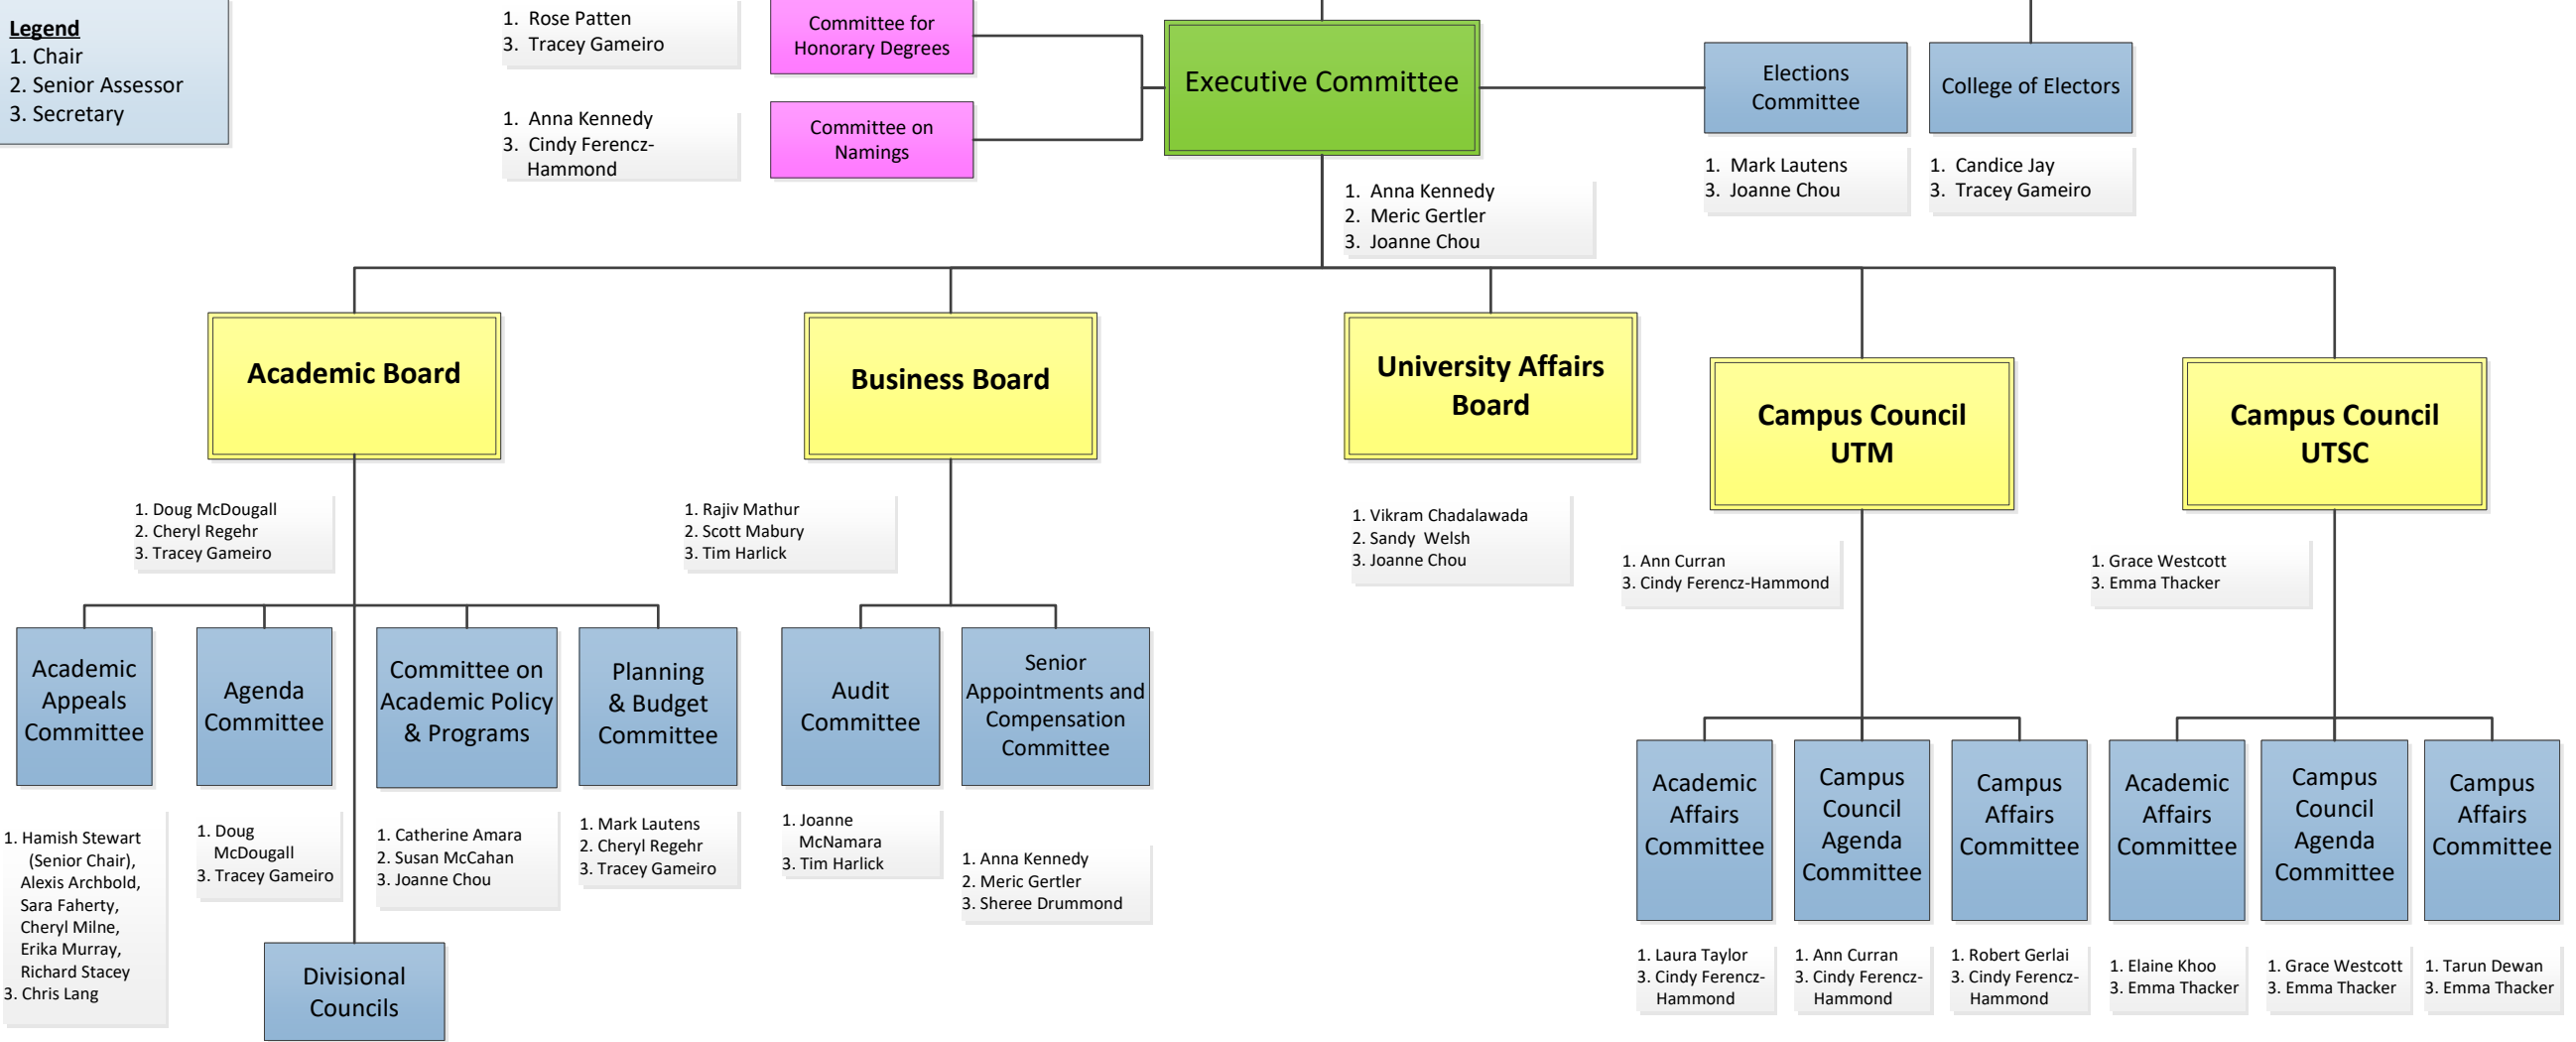 Legend
1. Chair
2. Senior Assessor
3. Secretary
1. Rose Patten
3. Tracey Gameiro
Committee for
Honorary Degrees
1. Anna Kennedy
3. Cindy Ferencz-
Hammond
Committee on
Namings
Executive Committee
1. Anna Kennedy
2. Meric Gertler
3. Joanne Chou
Elections
Committee
1. Mark Lautens
3. Joanne Chou
College of Electors
1. Candice Jay
3. Tracey Gameiro
Academic Board
1. Doug McDougall
2. Cheryl Regehr
3. Tracey Gameiro
Business Board
1. Rajiv Mathur
2. Scott Mabury
3. Tim Harlick
University Affairs
Board
1. Vikram Chadalawada
2. Sandy Welsh
3. Joanne Chou
Campus Council
UTM
1. Ann Curran
3. Cindy Ferencz-Hammond
Campus Council
UTSC
1. Grace Westcott
3. Emma Thacker
Academic
Appeals
Committee
1. Hamish Stewart
(Senior Chair),
Alexis Archbold,
Sara Faherty,
Cheryl Milne,
Erika Murray,
Richard Stacey
3. Chris Lang
Agenda
Committee
1. Doug
McDougall
3. Tracey Gameiro
Committee on
Academic Policy
& Programs
1. Catherine Amara
2. Susan McCahan
3. Joanne Chou
Planning
& Budget
Committee
1. Mark Lautens
2. Cheryl Regehr
3. Tracey Gameiro
Divisional
Councils
Audit
Committee
1. Joanne
McNamara
3. Tim Harlick
Senior
Appointments and
Compensation
Committee
1. Anna Kennedy
2. Meric Gertler
3. Sheree Drummond
Academic
Affairs
Committee
1. Laura Taylor
3. Cindy Ferencz-
Hammond
Campus
Council
Agenda
Committee
1. Ann Curran
3. Cindy Ferencz-
Hammond
Campus
Affairs
Committee
1. Robert Gerlai
3. Cindy Ferencz-
Hammond
Academic
Affairs
Committee
1. Elaine Khoo
3. Emma Thacker
Campus
Council
Agenda
Committee
1. Grace Westcott
3. Emma Thacker
Campus
Affairs
Committee
1. Tarun Dewan
3. Emma Thacker